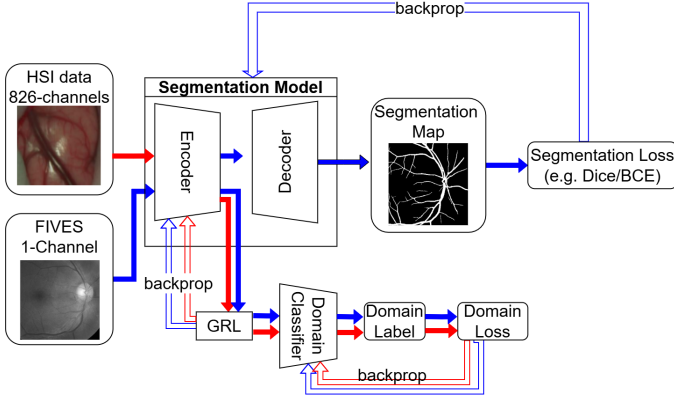 backprop
HSI data
826-channels
Segmentation Model
Encoder
Decoder
Segmentation
Map
Segmentation Loss
(e.g. Dice/BCE)
FIVES
1-Channel
backprop
GRL
Domain
Classifier
Domain
Label
Domain
Loss
backprop